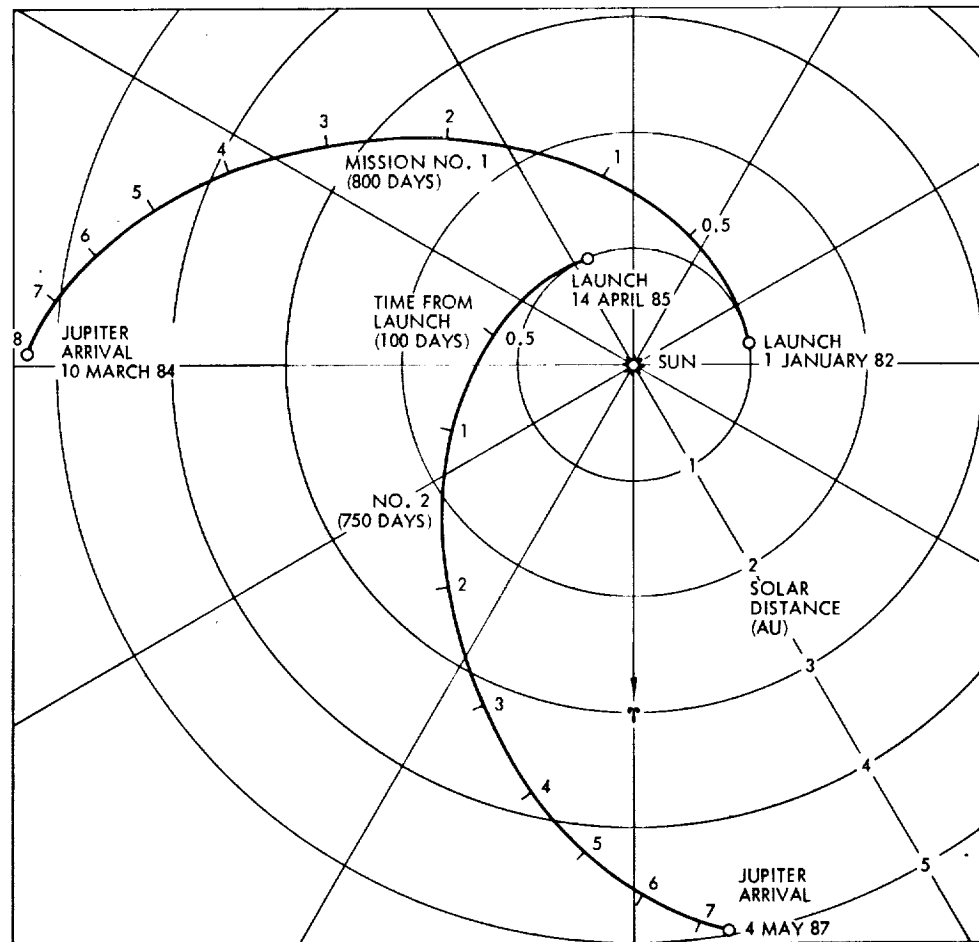 3
2
4
MISSION NO. 1
(800 DAYS)
1
5
0.5
6
LAUNCH
14 APRIL 85
7
TIME FROM
LAUNCH
(100 DAYS)
0.5
8
JUPITER
ARRIVAL
10 MARCH 84
LAUNCH
1 JANUARY 82
SUN
1
1
NO. 2
(750 DAYS)
2
2
SOLAR
DISTANCE
(AU)
3
3
♈
4
4
5
5
6
JUPITER
ARRIVAL
7
4 MAY 87